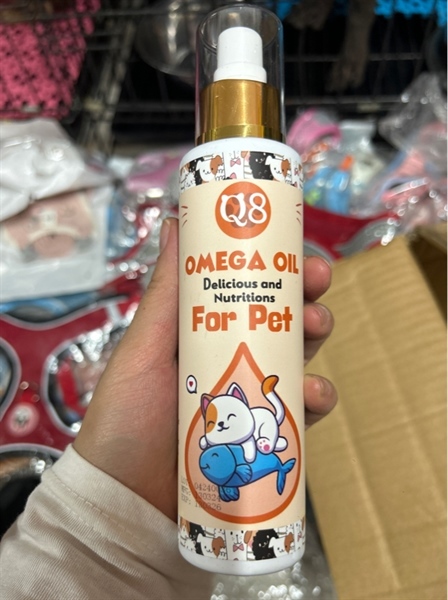 Q8
OMEGA OIL
Delicious and
Nutritions
For Pet